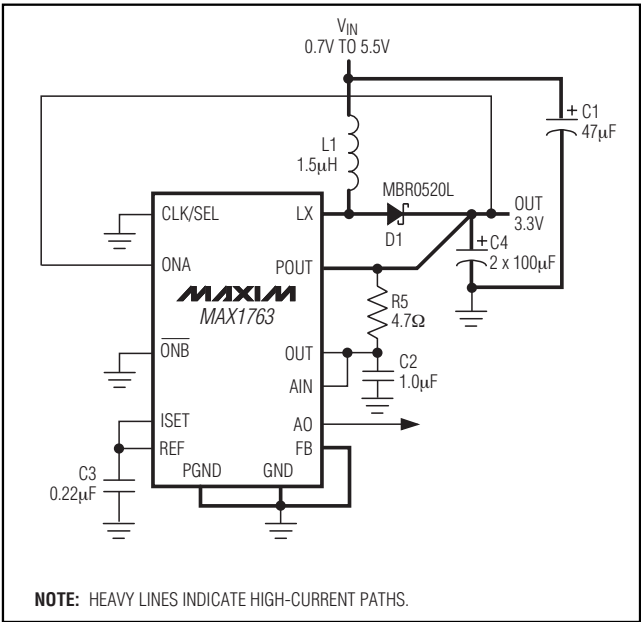 VIN
0.7V TO 5.5V
+ C1
47µF
L1
1.5µH
MBR0520L
D1
OUT
3.3V
+ C4
2 x 100µF
CLK/SEL
LX
ONA
POUT
MAXIM
MAX1763
R5
4.7Ω
ONB
OUT
C2
1.0µF
AIN
ISET
AO
REF
FB
C3
0.22µF
PGND
GND
NOTE: HEAVY LINES INDICATE HIGH-CURRENT PATHS.